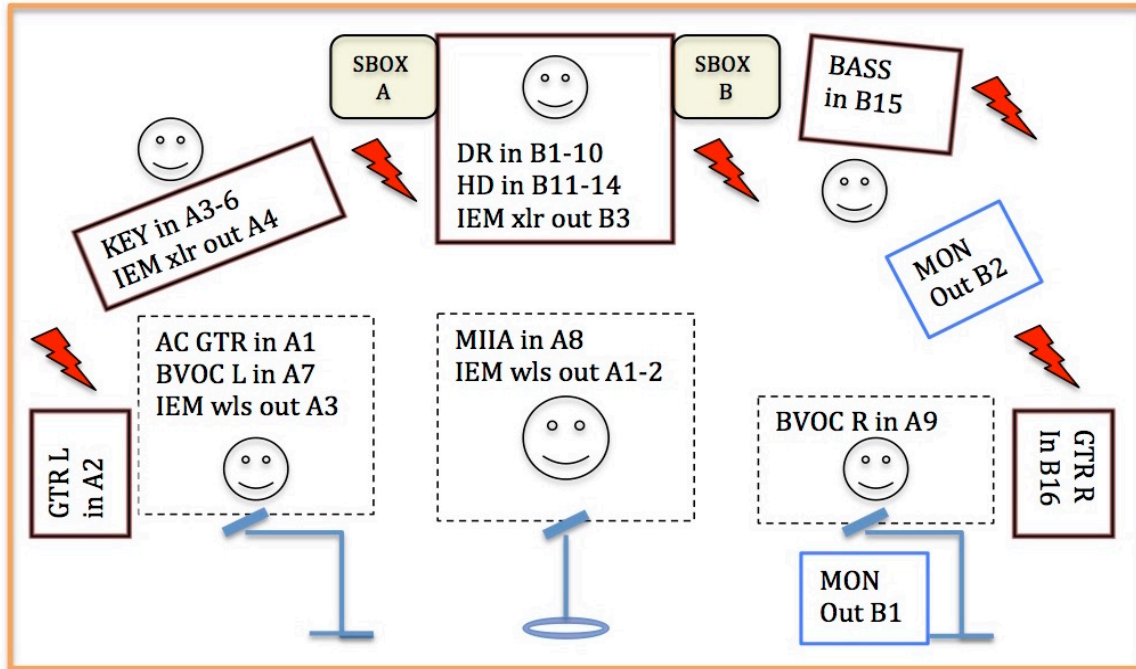 SBOX
A
SBOX
B
BASS
in B15
DR in B1-10
HD in B11-14
IEM xlr out B3
KEY in A3-6
IEM xlr out A4
MON
Out B2
AC GTR in A1
BVOC L in A7
IEM wls out A3
MIIA in A8
IEM wls out A1-2
BVOC R in A9
GTR L
in A2
GTR R
In B16
MON
Out B1